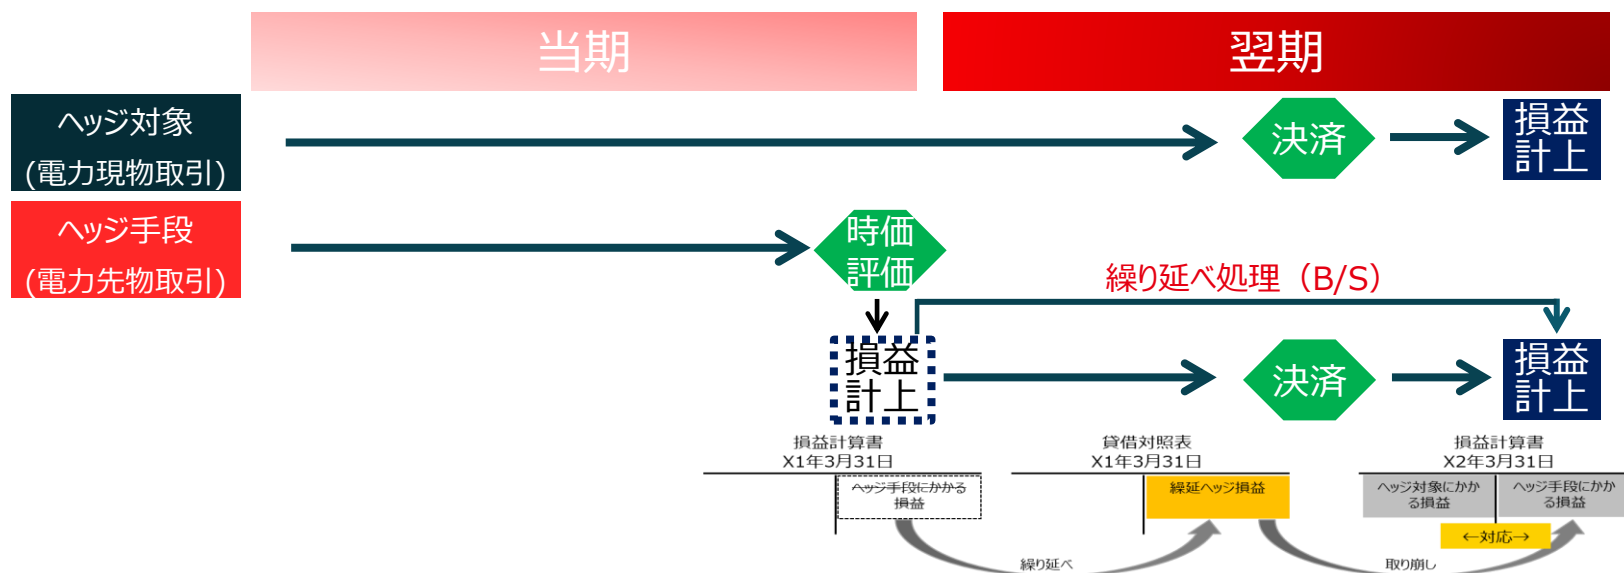 当期
翌期
ヘッジ対象
(電力現物取引)
決済
損益
計上
ヘッジ手段
(電力先物取引)
時価
評価
繰り延べ処理（B/S）
損益
計上
決済
損益
計上
損益計算書
X1年3月31日
貸借対照表
X1年3月31日
損益計算書
X2年3月31日
ヘッジ手段にかかる
損益
繰延ヘッジ損益
ヘッジ対象にかか
る損益
ヘッジ手段にかか
る損益
←対応→
繰り延べ
取り崩し